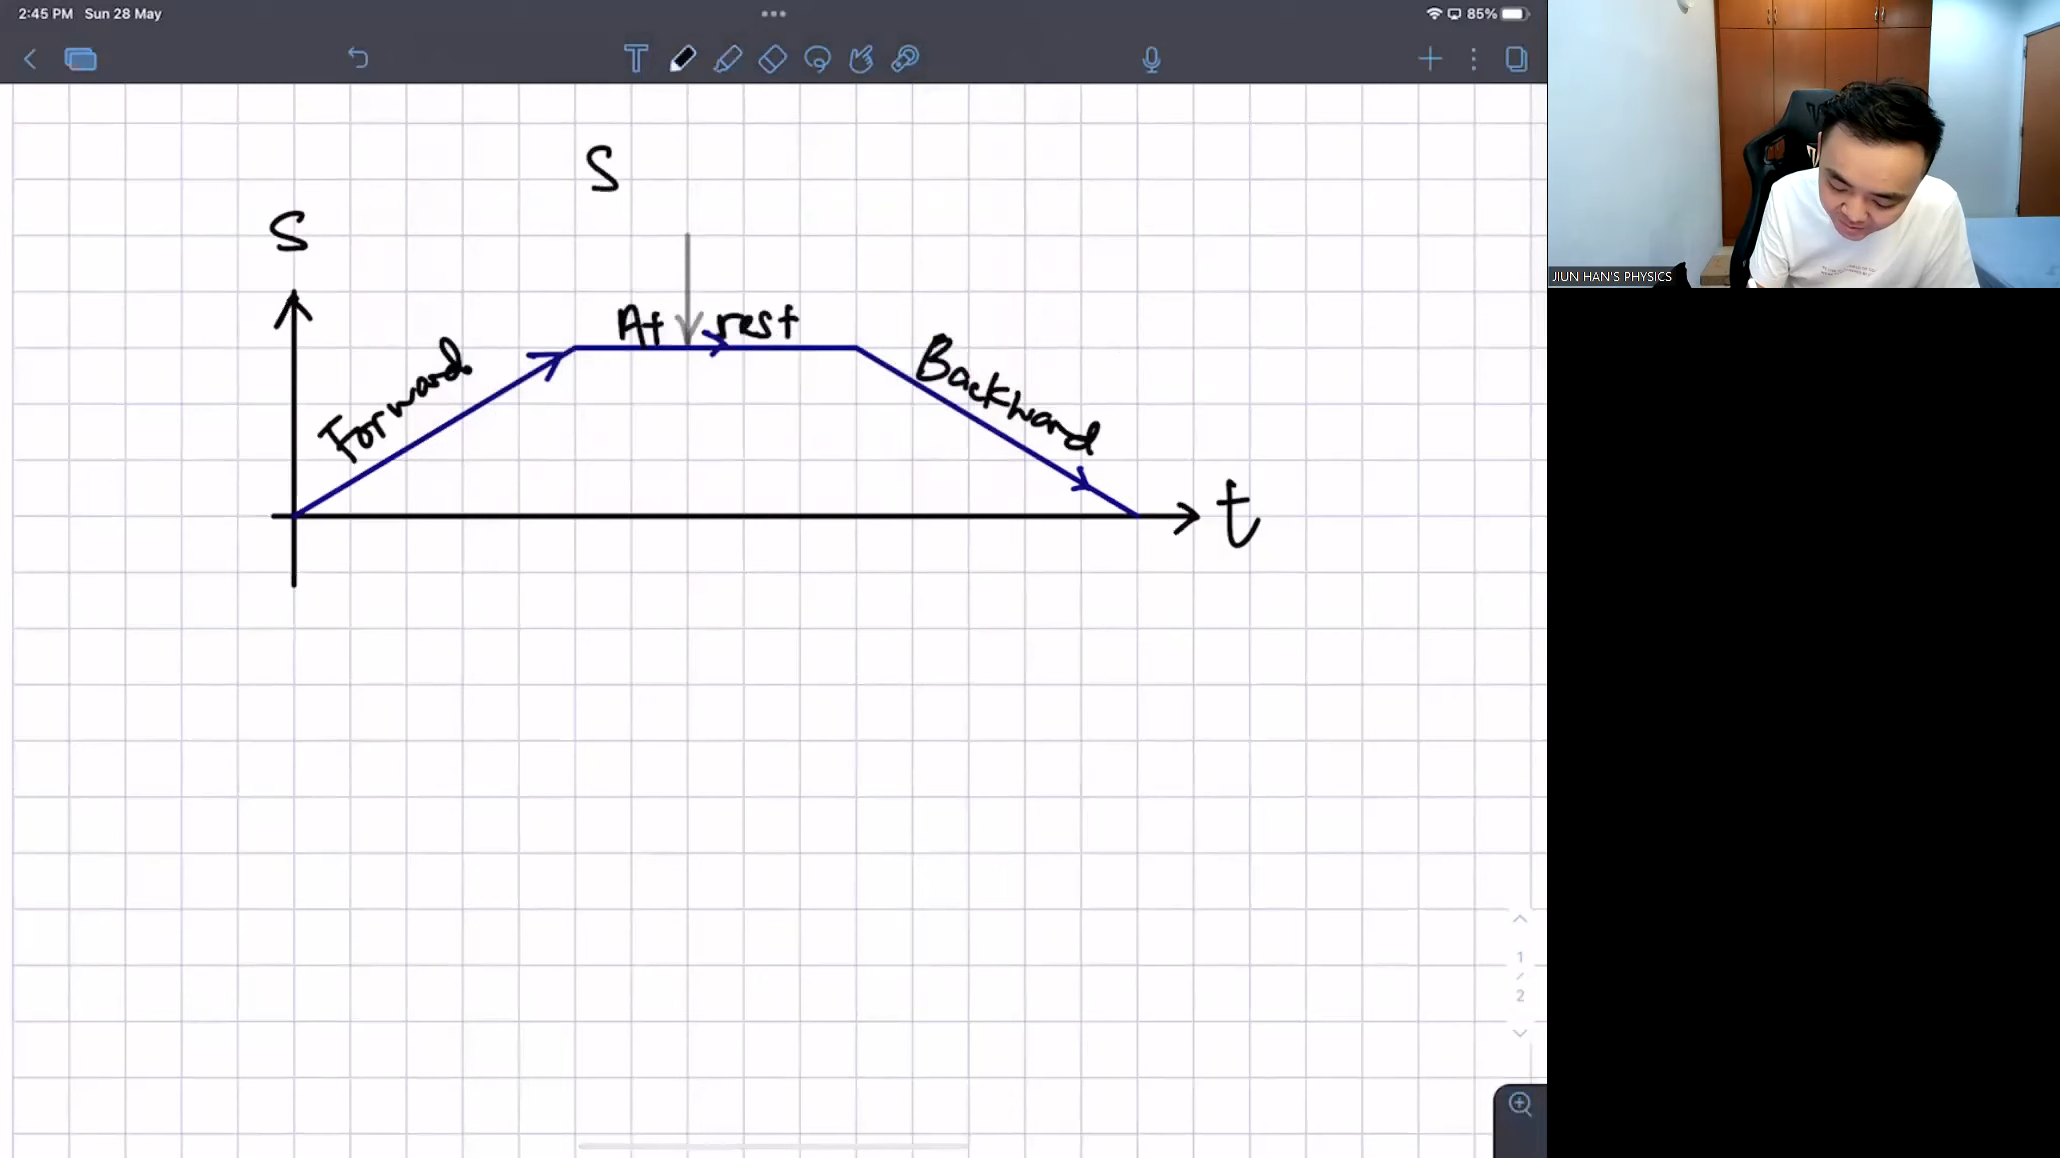 2:45 PM Sun 28 May
85%
S
S
At rest
Forward
Backward
t
1
/
2
JIUN HAN'S PHYSICS